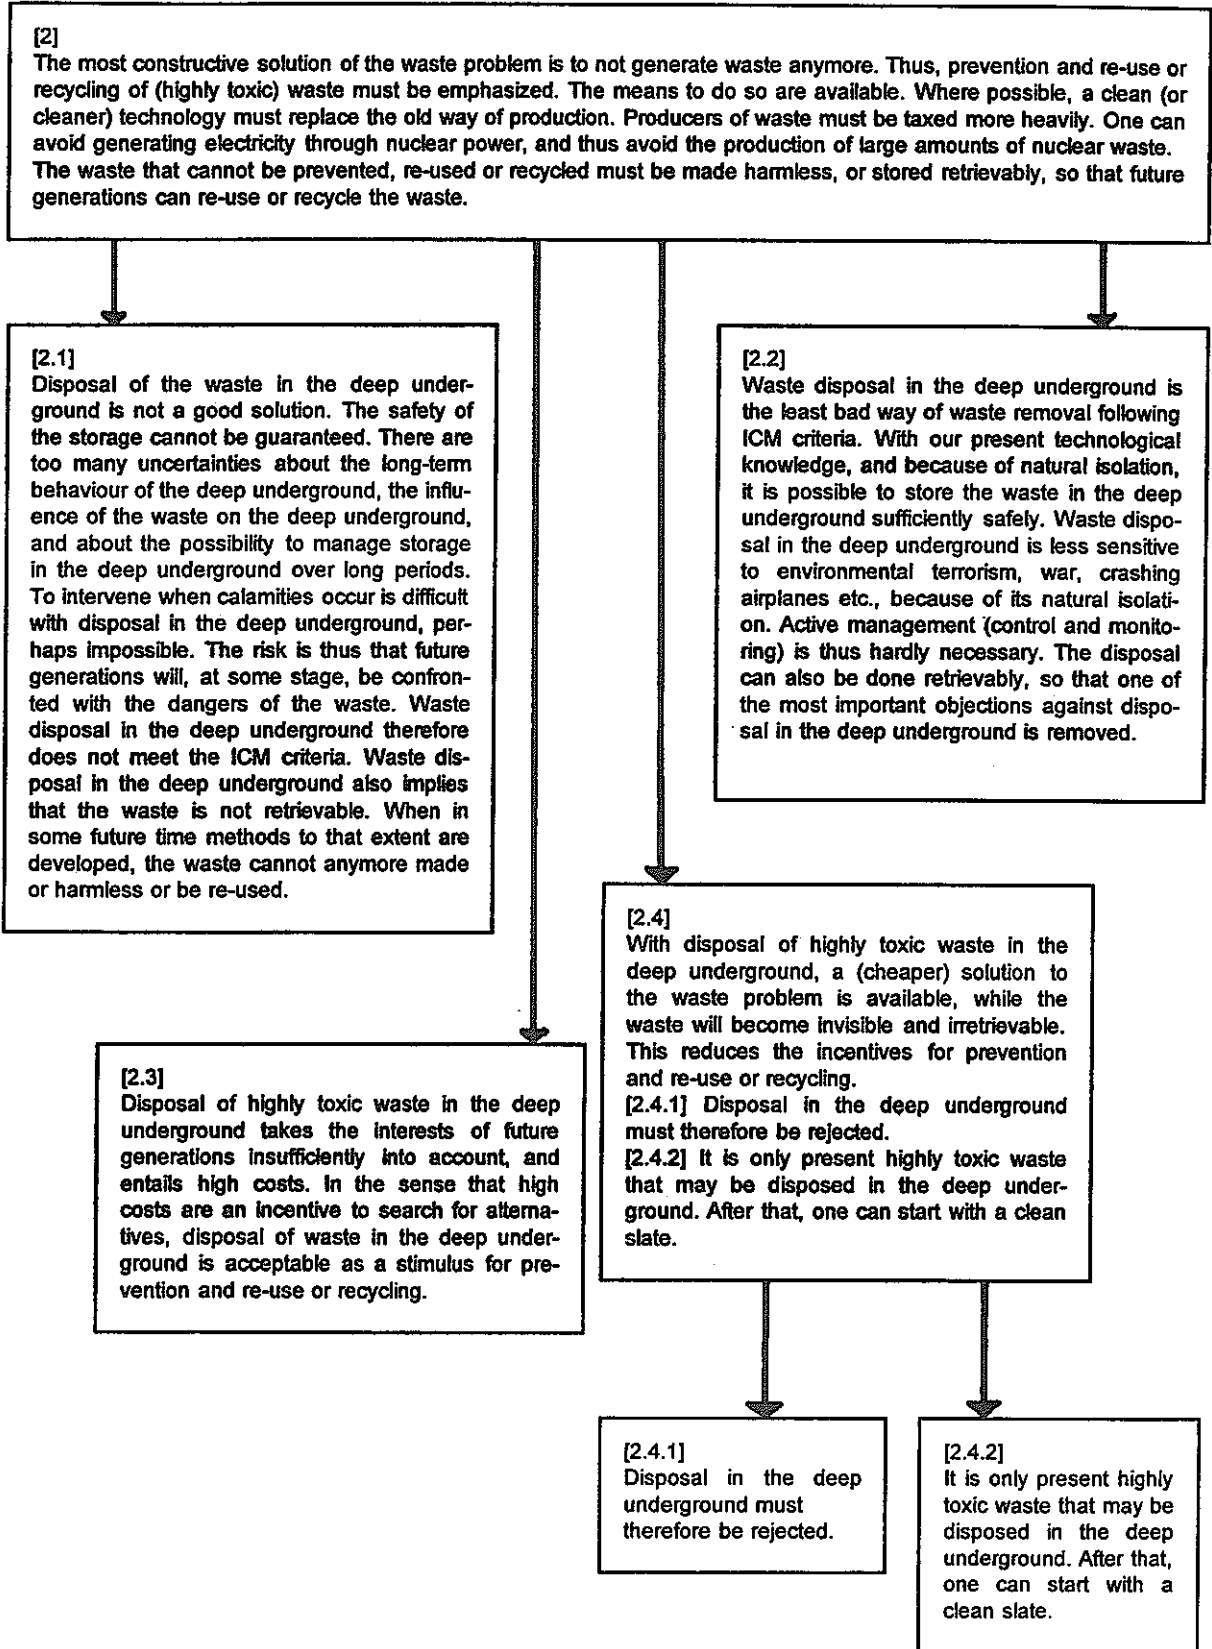 [2]
The most constructive solution of the waste problem is to not generate waste anymore. Thus, prevention and re-use or
recycling of (highly toxic) waste must be emphasized. The means to do so are available. Where possible, a clean (or
cleaner) technology must replace the old way of production. Producers of waste must be taxed more heavily. One can
avoid generating electricity through nuclear power, and thus avoid the production of large amounts of nuclear waste.
The waste that cannot be prevented, re-used or recycled must be made harmless, or stored retrievably, so that future
generations can re-use or recycle the waste.
[2.1]
Disposal of the waste in the deep under-
ground is not a good solution. The safety of
the storage cannot be guaranteed. There are
too many uncertainties about the long-term
behaviour of the deep underground, the influ-
ence of the waste on the deep underground,
and about the possibility to manage storage
in the deep underground over long periods.
To intervene when calamities occur is difficult
with disposal in the deep underground, per-
haps impossible. The risk is thus that future
generations will, at some stage, be confron-
ted with the dangers of the waste. Waste
disposal in the deep underground therefore
does not meet the ICM criteria. Waste dis-
posal in the deep underground also implies
that the waste is not retrievable. When in
some future time methods to that extent are
developed, the waste cannot anymore made
or harmless or be re-used.
[2.2]
Waste disposal in the deep underground is
the least bad way of waste removal following
ICM criteria. With our present technological
knowledge, and because of natural isolation,
it is possible to store the waste in the deep
underground sufficiently safely. Waste dispo-
sal in the deep underground is less sensitive
to environmental terrorism, war, crashing
airplanes etc., because of its natural isolati-
on. Active management (control and monito-
ring) is thus hardly necessary. The disposal
can also be done retrievably, so that one of
the most important objections against dispo-
sal in the deep underground is removed.
[2.3]
Disposal of highly toxic waste in the deep
underground takes the interests of future
generations insufficiently into account, and
entails high costs. In the sense that high
costs are an incentive to search for alterna-
tives, disposal of waste in the deep under-
ground is acceptable as a stimulus for pre-
vention and re-use or recycling.
[2.4]
With disposal of highly toxic waste in the
deep underground, a (cheaper) solution to
the waste problem is available, while the
waste will become invisible and irretrievable.
This reduces the incentives for prevention
and re-use or recycling.
[2.4.1] Disposal in the deep underground
must therefore be rejected.
[2.4.2] It is only present highly toxic waste
that may be disposed in the deep under-
ground. After that, one can start with a clean
slate.
[2.4.1]
Disposal in the deep
underground must
therefore be rejected.
[2.4.2]
It is only present highly
toxic waste that may be
disposed in the deep
underground. After that,
one can start with a
clean slate.